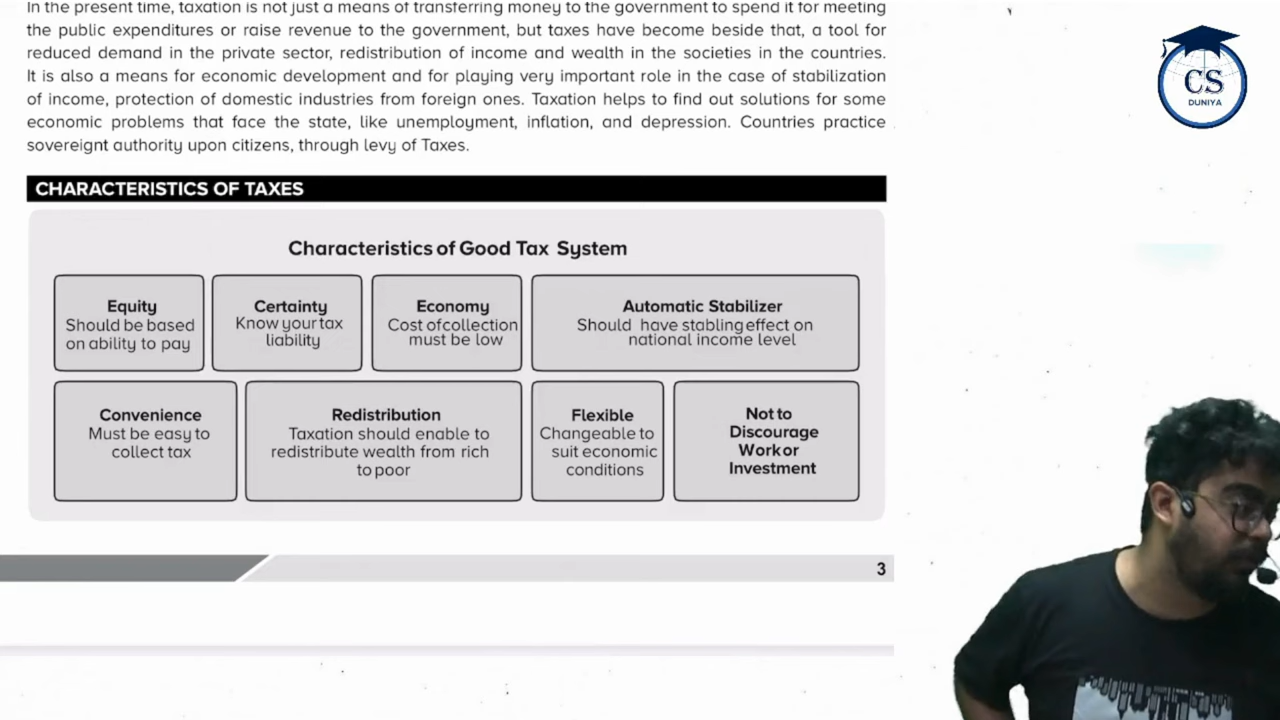 In the present time, taxation is not just a means of transferring money to the government to spend it for meeting
the public expenditures or raise revenue to the government, but taxes have become beside that, a tool for
reduced demand in the private sector, redistribution of income and wealth in the societies in the countries.
It is also a means for economic development and for playing very important role in the case of stabilization
of income, protection of domestic industries from foreign ones. Taxation helps to find out solutions for some
economic problems that face the state, like unemployment, inflation, and depression. Countries practice
sovereignt authority upon citizens, through levy of Taxes.
CS
DUNIYA
CHARACTERISTICS OF TAXES
Characteristics of Good Tax System
Equity
Should be based
on ability to pay
Certainty
Know your tax
liability
Economy
Cost ofcollection
must be low
Automatic Stabilizer
Should have stabling effect on
national income level
Convenience
Must be easy to
collect tax
Redistribution
Taxation should enable to
redistribute wealth from rich
to poor
Flexible
Changeable to
suit economic
conditions
Not to
Discourage
Work or
Investment
3